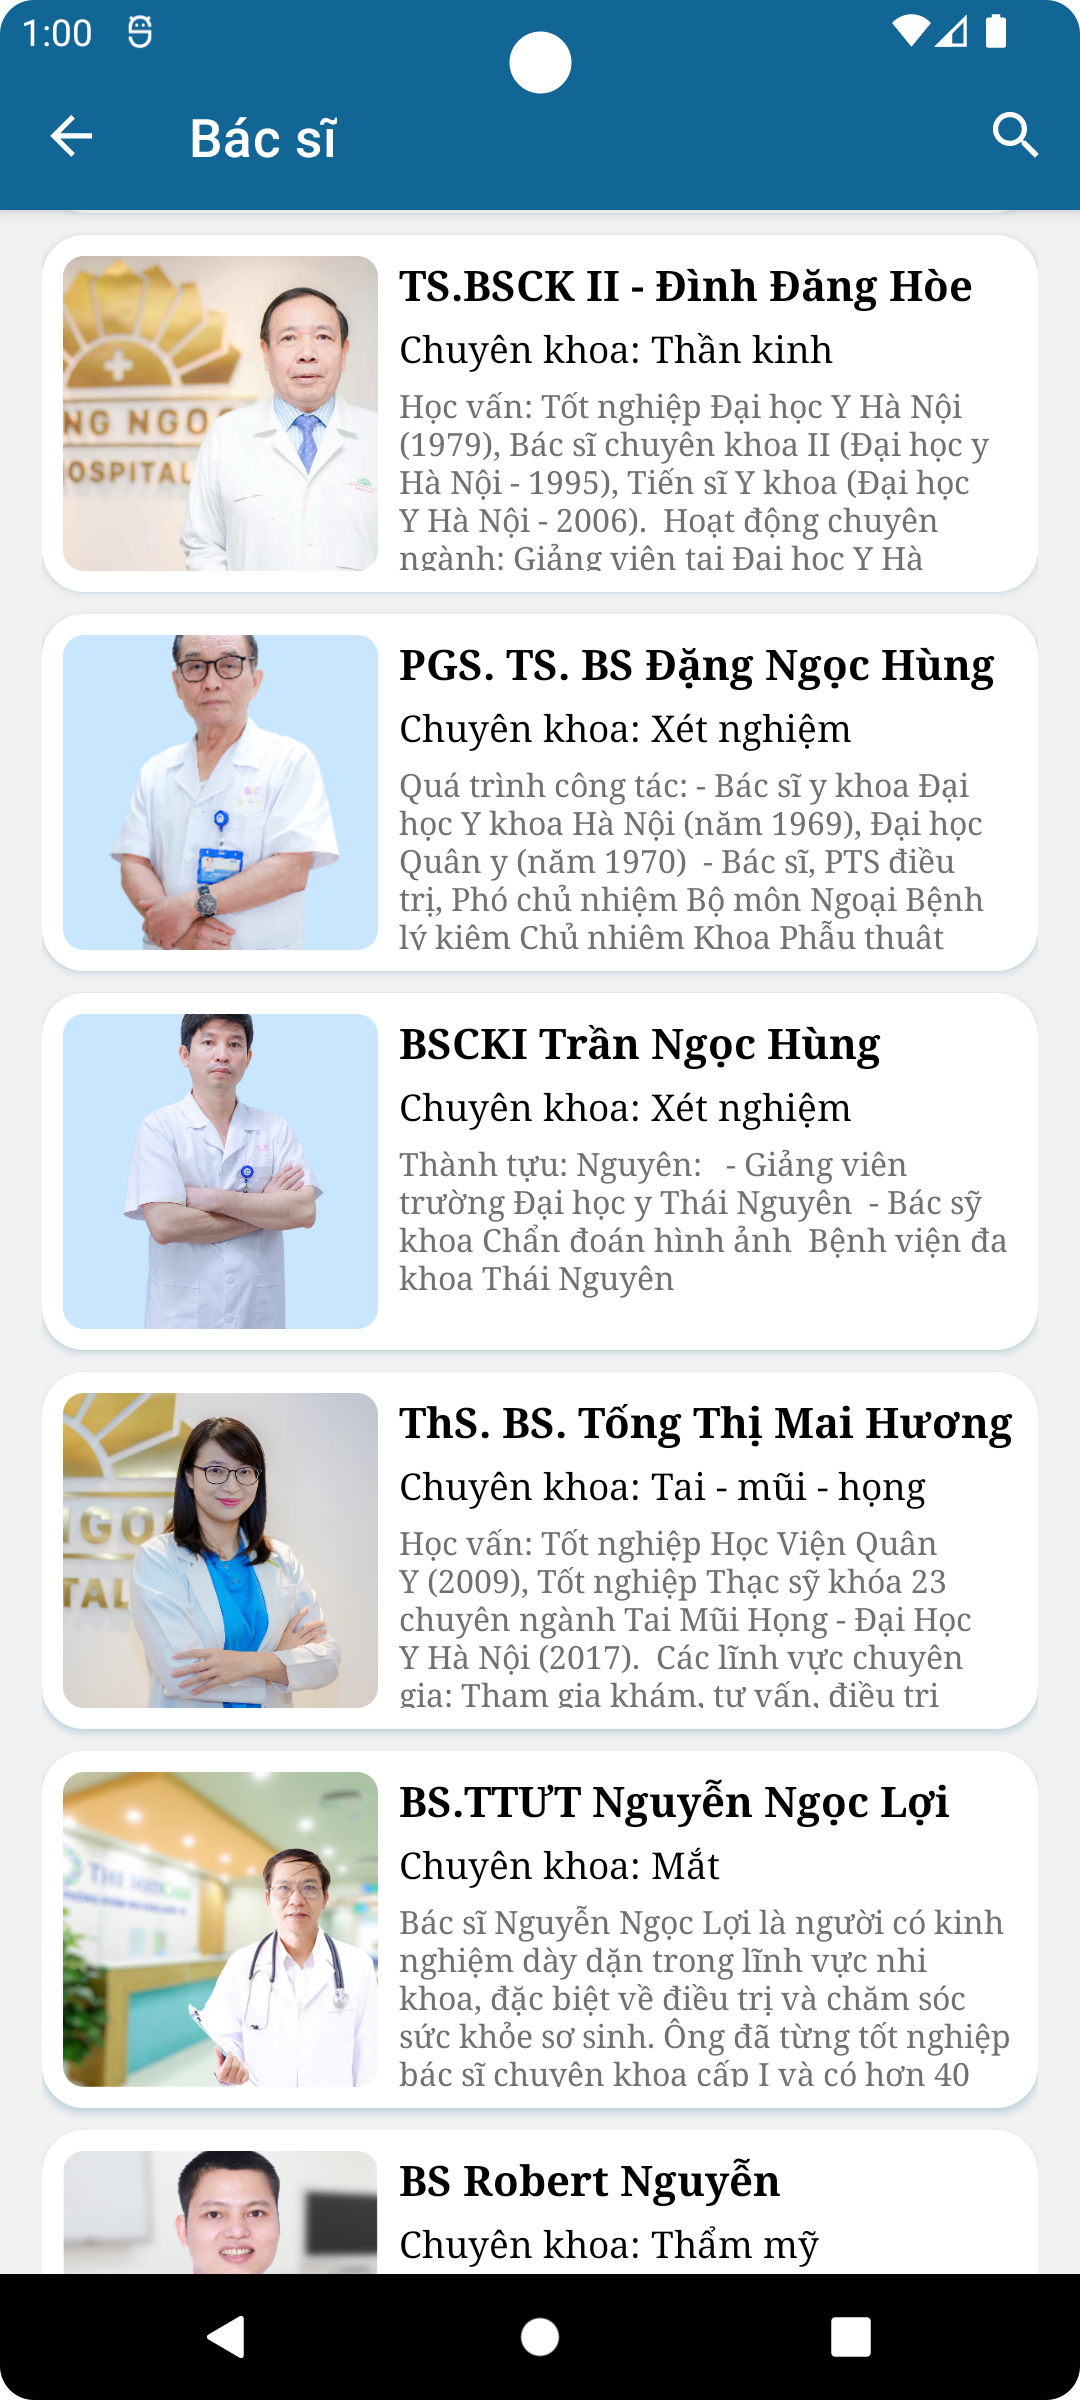 1:00
Bác sĩ
NG NGO
OSPITAL
TS.BSCK II - Đình Đăng Hòe
Chuyên khoa: Thần kinh
Học vấn: Tốt nghiệp Đại học Y Hà Nội
(1979), Bác sĩ chuyên khoa II (Đại học y
Hà Nội - 1995), Tiến sĩ Y khoa (Đại học
Y Hà Nội - 2006).  Hoạt động chuyên
ngành: Giảng viên tại Đại học Y Hà
PGS. TS. BS Đặng Ngọc Hùng
Chuyên khoa: Xét nghiệm
Quá trình công tác: - Bác sĩ y khoa Đại
học Y khoa Hà Nội (năm 1969), Đại học
Quân y (năm 1970)  - Bác sĩ, PTS điều
trị, Phó chủ nhiệm Bộ môn Ngoại Bệnh
lý kiêm Chủ nhiệm Khoa Phẫu thuật
BSCKI Trần Ngọc Hùng
Chuyên khoa: Xét nghiệm
Thành tựu: Nguyên:   - Giảng viên
trường Đại học y Thái Nguyên  - Bác sỹ
khoa Chẩn đoán hình ảnh  Bệnh viện đa
khoa Thái Nguyên
NGO
TAL
ThS. BS. Tống Thị Mai Hương
Chuyên khoa: Tai - mũi - họng
Học vấn: Tốt nghiệp Học Viện Quân
Y (2009), Tốt nghiệp Thạc sỹ khóa 23
chuyên ngành Tai Mũi Họng - Đại Học
Y Hà Nội (2017).  Các lĩnh vực chuyên
gia: Tham gia khám, tư vấn, điều trị
BS.TTƯT Nguyễn Ngọc Lợi
Chuyên khoa: Mắt
Bác sĩ Nguyễn Ngọc Lợi là người có kinh
nghiệm dày dặn trong lĩnh vực nhi
khoa, đặc biệt về điều trị và chăm sóc
sức khỏe sơ sinh. Ông đã từng tốt nghiệp
bác sĩ chuyên khoa cấp I và có hơn 40
BS Robert Nguyễn
Chuyên khoa: Thẩm mỹ